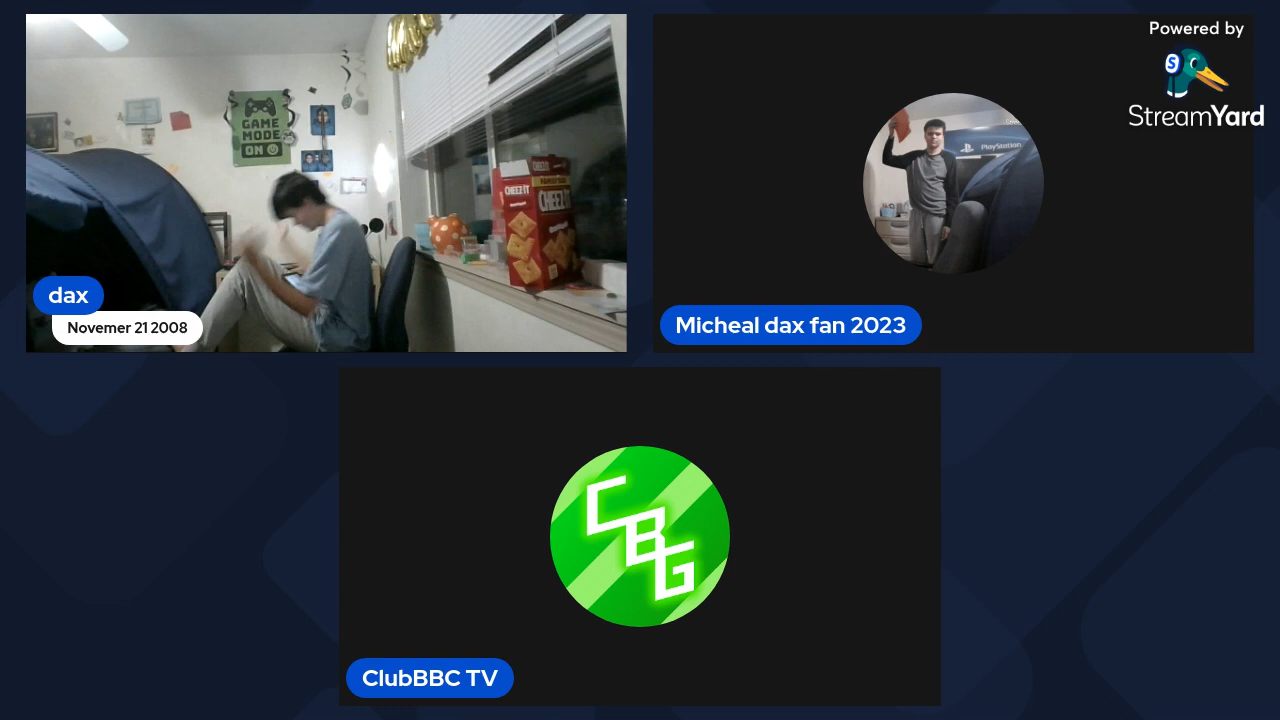 Powered by
StreamYard
GAME
MODE
ON
CHEEZ-IT
CHEEZ-IT
PlayStation
dax
Novemer 21 2008
Micheal dax fan 2023
CBG
ClubBBC TV